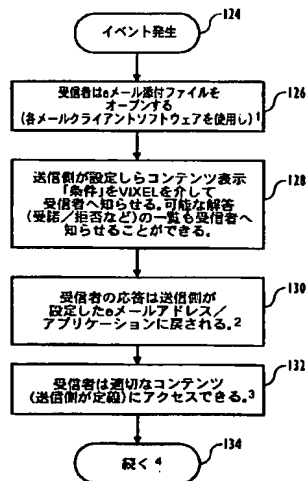 イベント発生
124
受信者はeメール添付ファイルを
オープンする
(各メールクライアントソフトウェアを使用し)1
126
送信側が設定しらコンテンツ表示
「条件」をVIXELを介して
受信者へ知らせる。可能な解答
(受諾／拒否など)の一覧も受信者へ
知らせることができる。
128
受信者の応答は送信側が
設定したeメールアドレス／
アプリケーションに戻される。2
130
受信者は適切なコンテンツ
(送信側が定義)にアクセスできる。3
132
続く 4
134